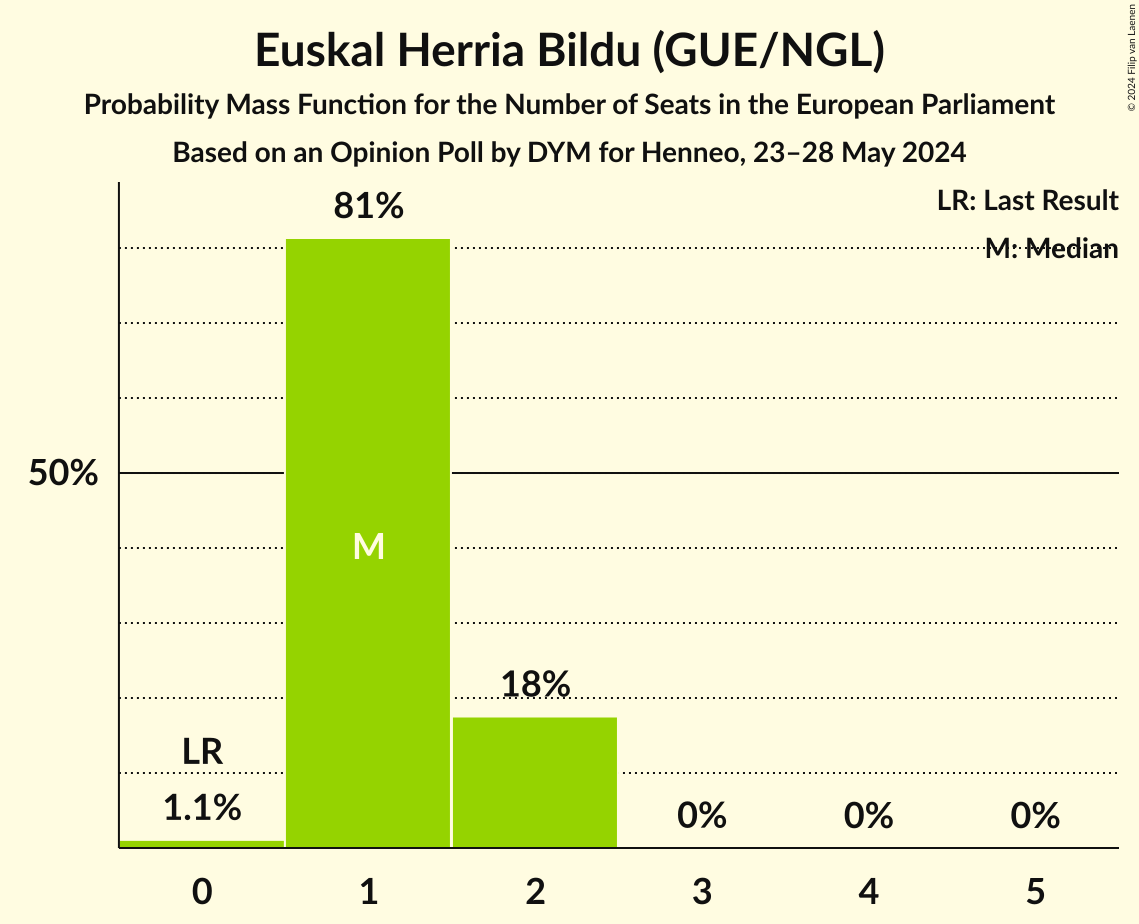 Euskal Herria Bildu (GUE/NGL)
Probability Mass Function for the Number of Seats in the European Parliament
Based on an Opinion Poll by DYM for Henneo, 23–28 May 2024
© 2024 Filip van Laenen
LR: Last Result
M: Median
81%
50%
M
18%
LR
1.1%
0%
0%
0%
0
1
2
3
4
5